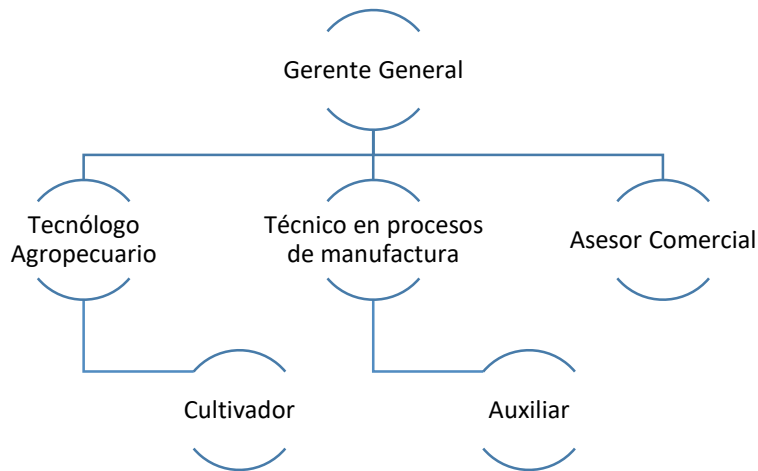 Gerente General
Tecnólogo
Agropecuario
Técnico en procesos
de manufactura
Asesor Comercial
Cultivador
Auxiliar